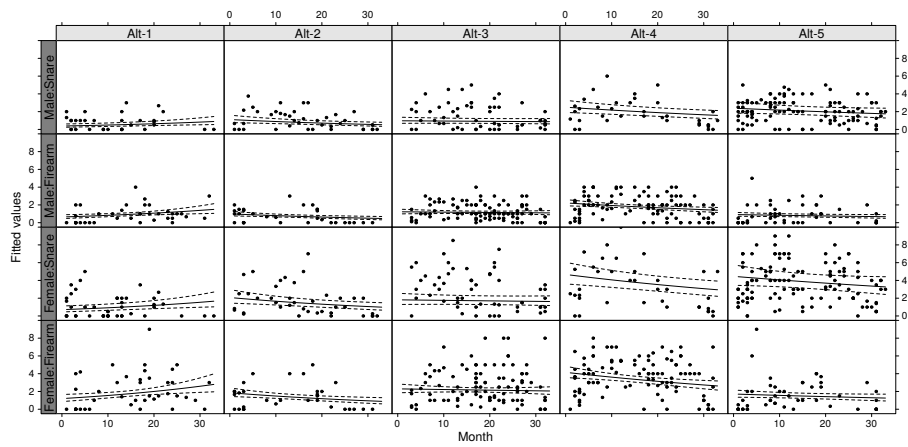 0 10 20 30 0 10 20 30
Alt-1 Alt-2 Alt-3 Alt-4 Alt-5
Male:Snare
8
6
4
2
0
Male:Firearm
8
6
4
2
0
Fitted values
Female:Snare
8
6
4
2
0
Female:Firearm
8
6
4
2
0
0 10 20 30 0 10 20 30 0 10 20 30
Month